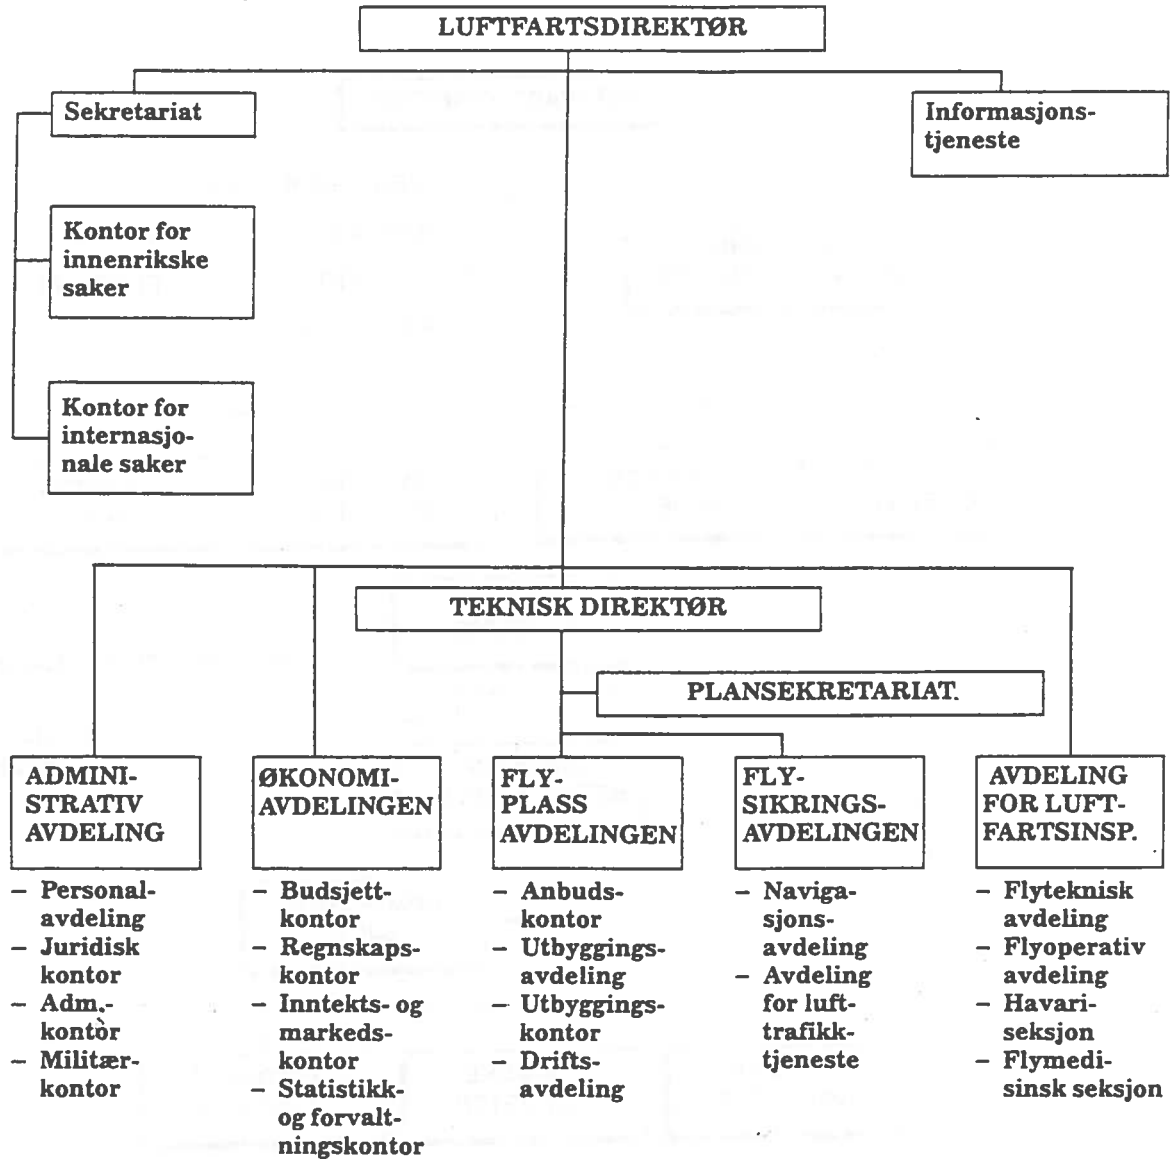 LUFTFARTSDIREKTØR
Sekretariat
Informasjons-
tjeneste
Kontor for
innenrikske
saker
Kontor for
internasjo-
nale saker
TEKNISK DIREKTØR
PLANSEKRETARIAT.
ADMINI-
STRATIV
AVDELING
– Personal-
avdeling
– Juridisk
kontor
– Adm.-
kontor
– Militær-
kontor
ØKONOMI-
AVDELINGEN
– Budsjett-
kontor
– Regnskaps-
kontor
– Inntekts- og
markeds-
kontor
– Statistikk-
og forvalt-
ningskontor
FLY-
PLASS
AVDELINGEN
– Anbuds-
kontor
– Utbyggings-
avdeling
– Utbyggings-
kontor
– Drifts-
avdeling
FLY-
SIKRINGS-
AVDELINGEN
– Naviga-
sjons-
avdeling
– Avdeling
for luft-
trafikk-
tjeneste
AVDELING
FOR LUFT-
FARTSINSP.
– Flyteknisk
avdeling
– Flyoperativ
avdeling
– Havari-
seksjon
– Flymedi-
sinsk seksjon